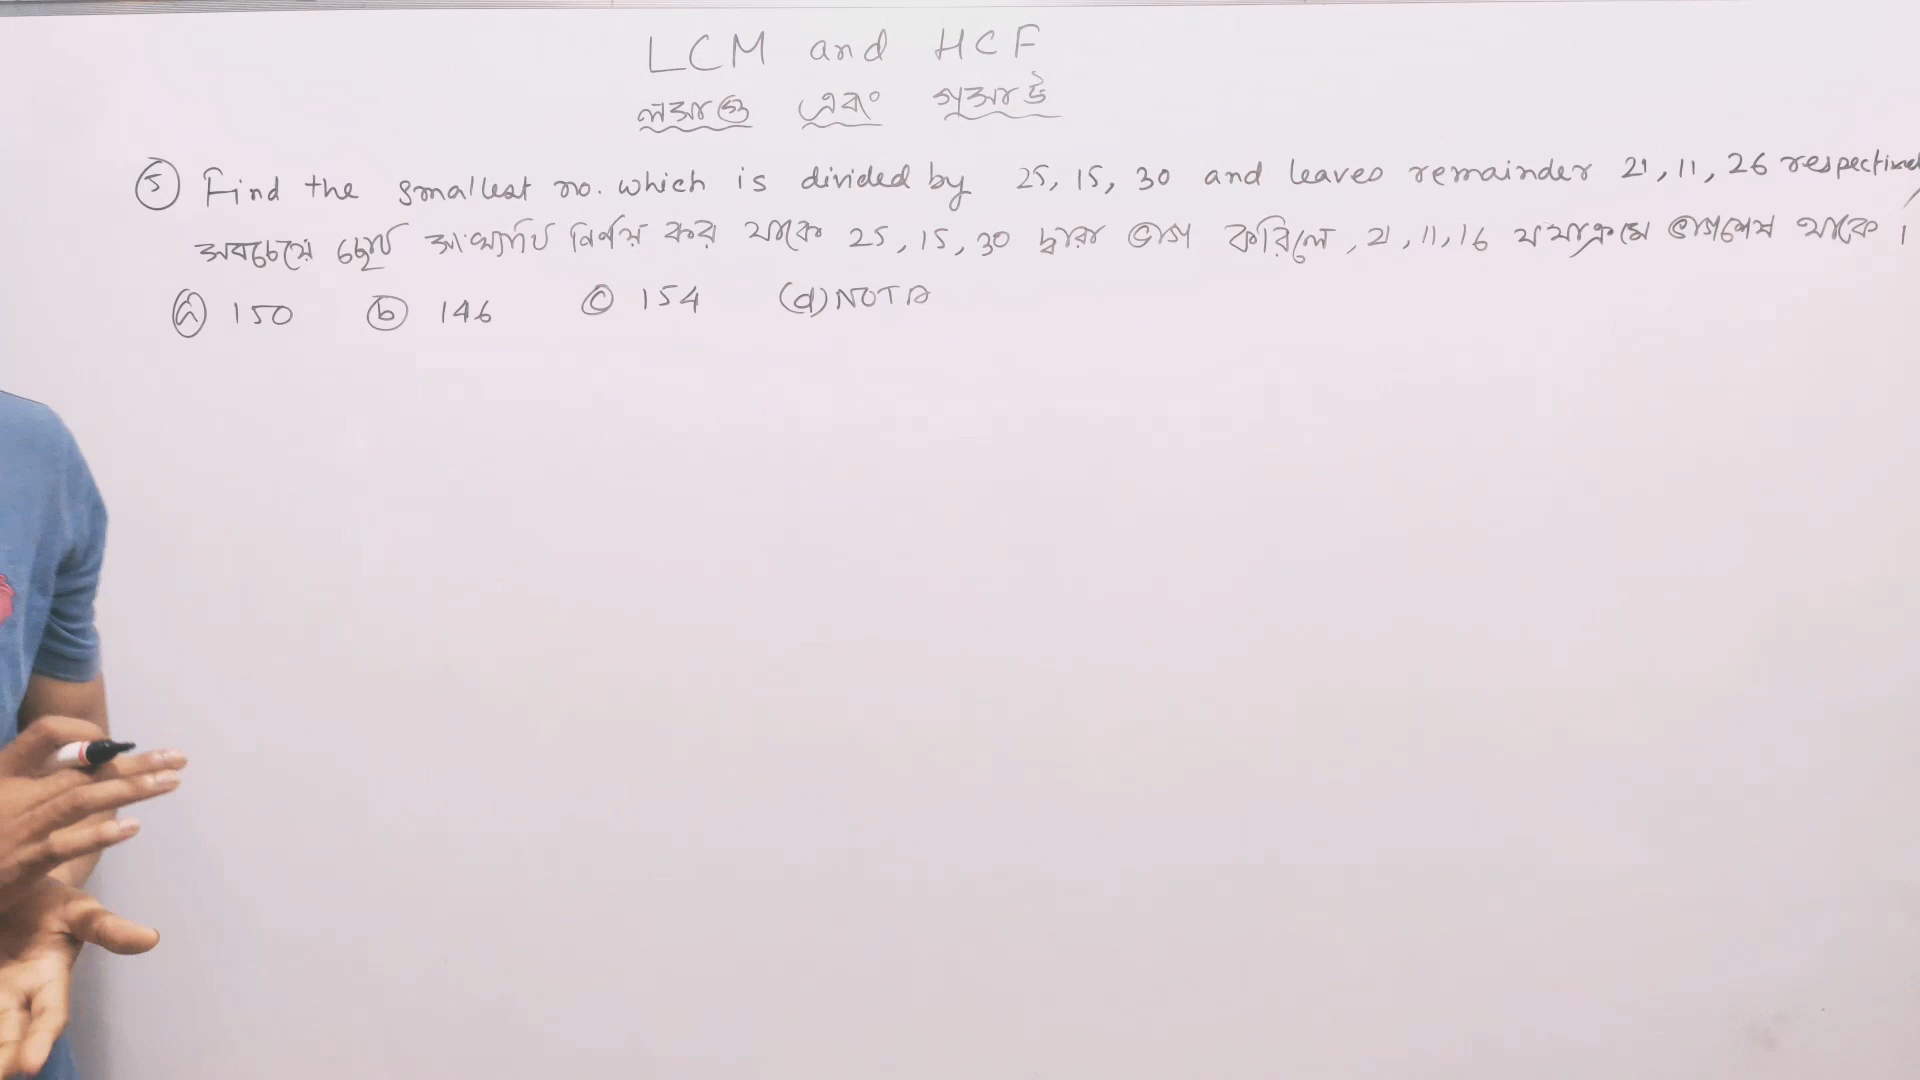 LCM and HCF
লসাগু এবং গসাগু
⑤ Find the smallest no. which is divided by 25, 15, 30 and leaves remainder 21, 11, 26
সবচেয়ে ছোট সংখ্যাটি নির্ণয় কর যাকে 25, 15, 30 দ্বারা ভাগ করিলে, 21, 11, 16 যথাক্রমে ভাগশেষ থাকে।
ⓐ 150 ⓑ 146 ⓒ 154 (d) NOTA